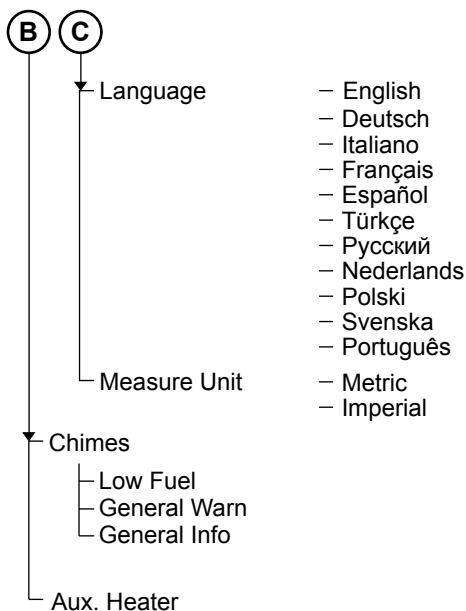 B C
Language – English
– Deutsch
– Italiano
– Français
– Español
– Türkçe
– Русский
– Nederlands
– Polski
– Svenska
– Português
Measure Unit – Metric
– Imperial
Chimes
Low Fuel
General Warn
General Info
Aux. Heater